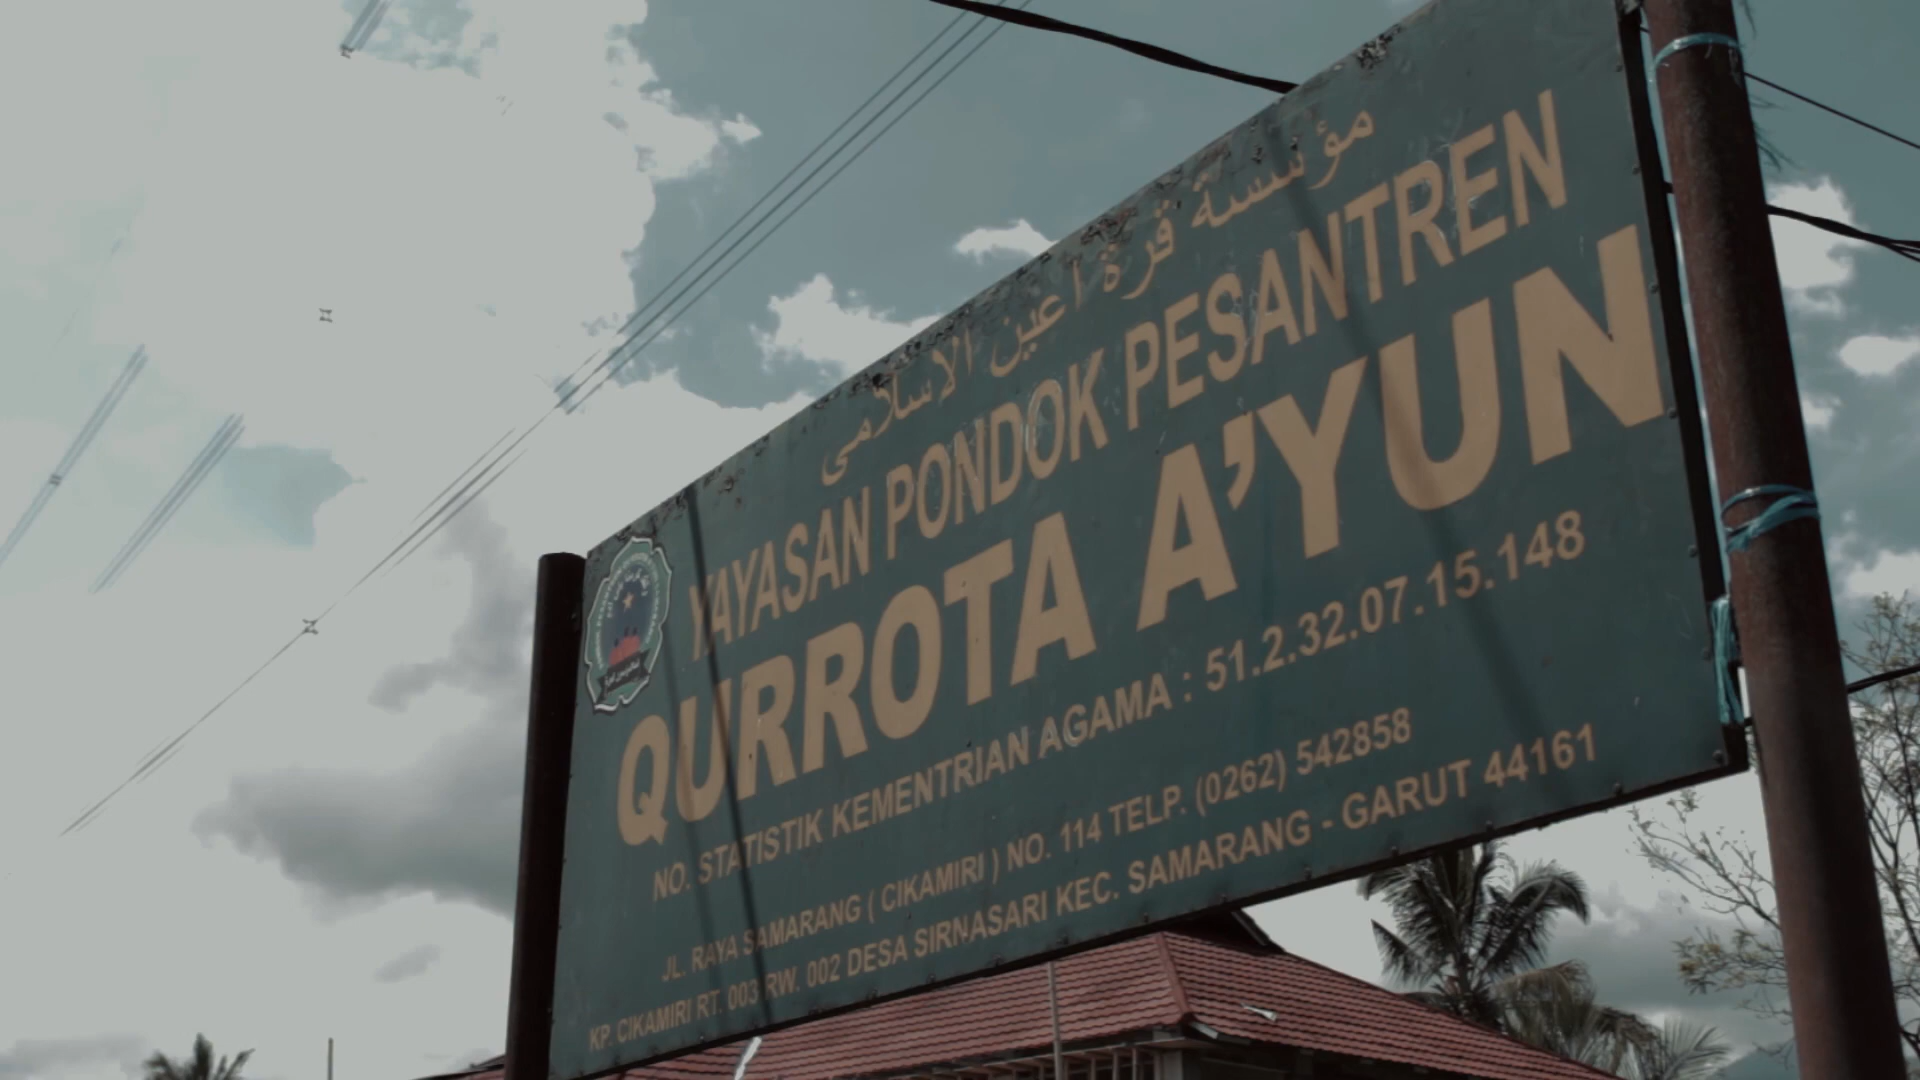 مؤسسة قرة اعين الاسلامي
YAYASAN PONDOK PESANTREN
QURROTA A'YUN
NO. STATISTIK KEMENTRIAN AGAMA : 51.2.32.07.15.148
JL. RAYA SAMARANG ( CIKAMIRI ) NO. 114 TELP. (0262) 542858
KP. CIKAMIRI RT. 003 RW. 002 DESA SIRNASARI KEC. SAMARANG - GARUT 44161